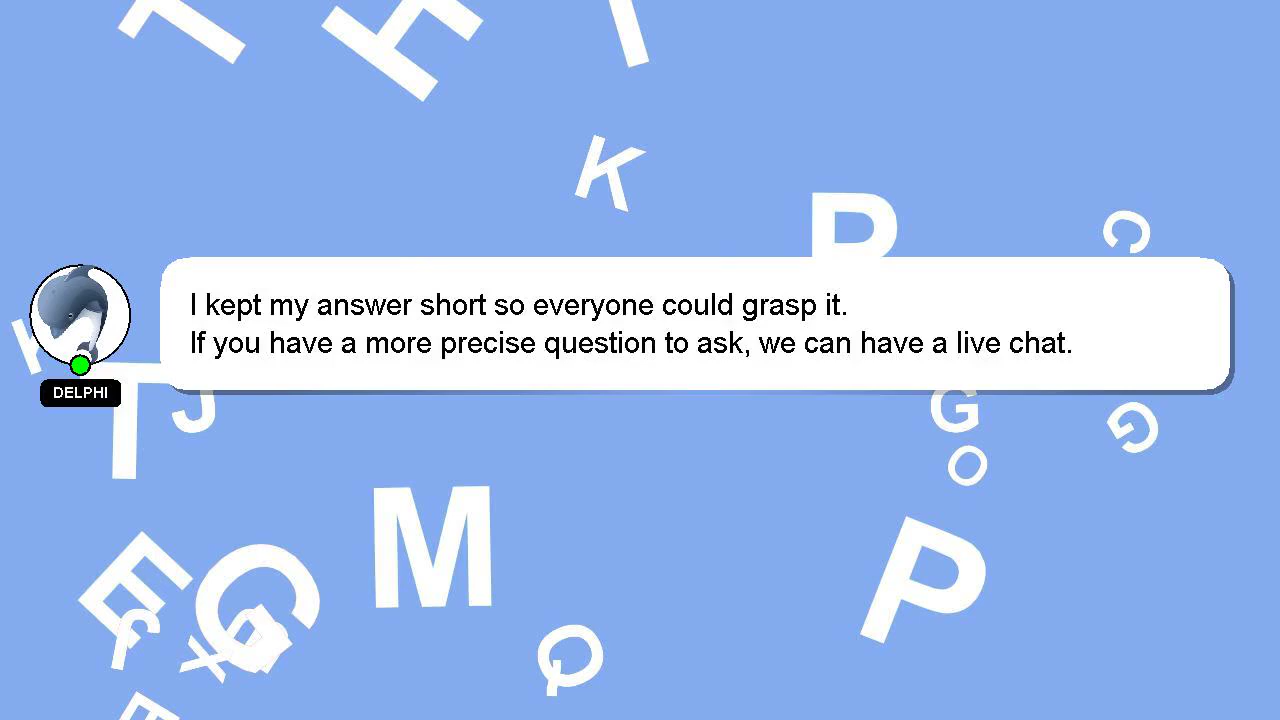 T
H
I
K
P
C
I kept my answer short so everyone could grasp it.
If you have a more precise question to ask, we can have a live chat.
DELPHI
T
J
G
G
O
M
E
G
P
J
X
Q
E